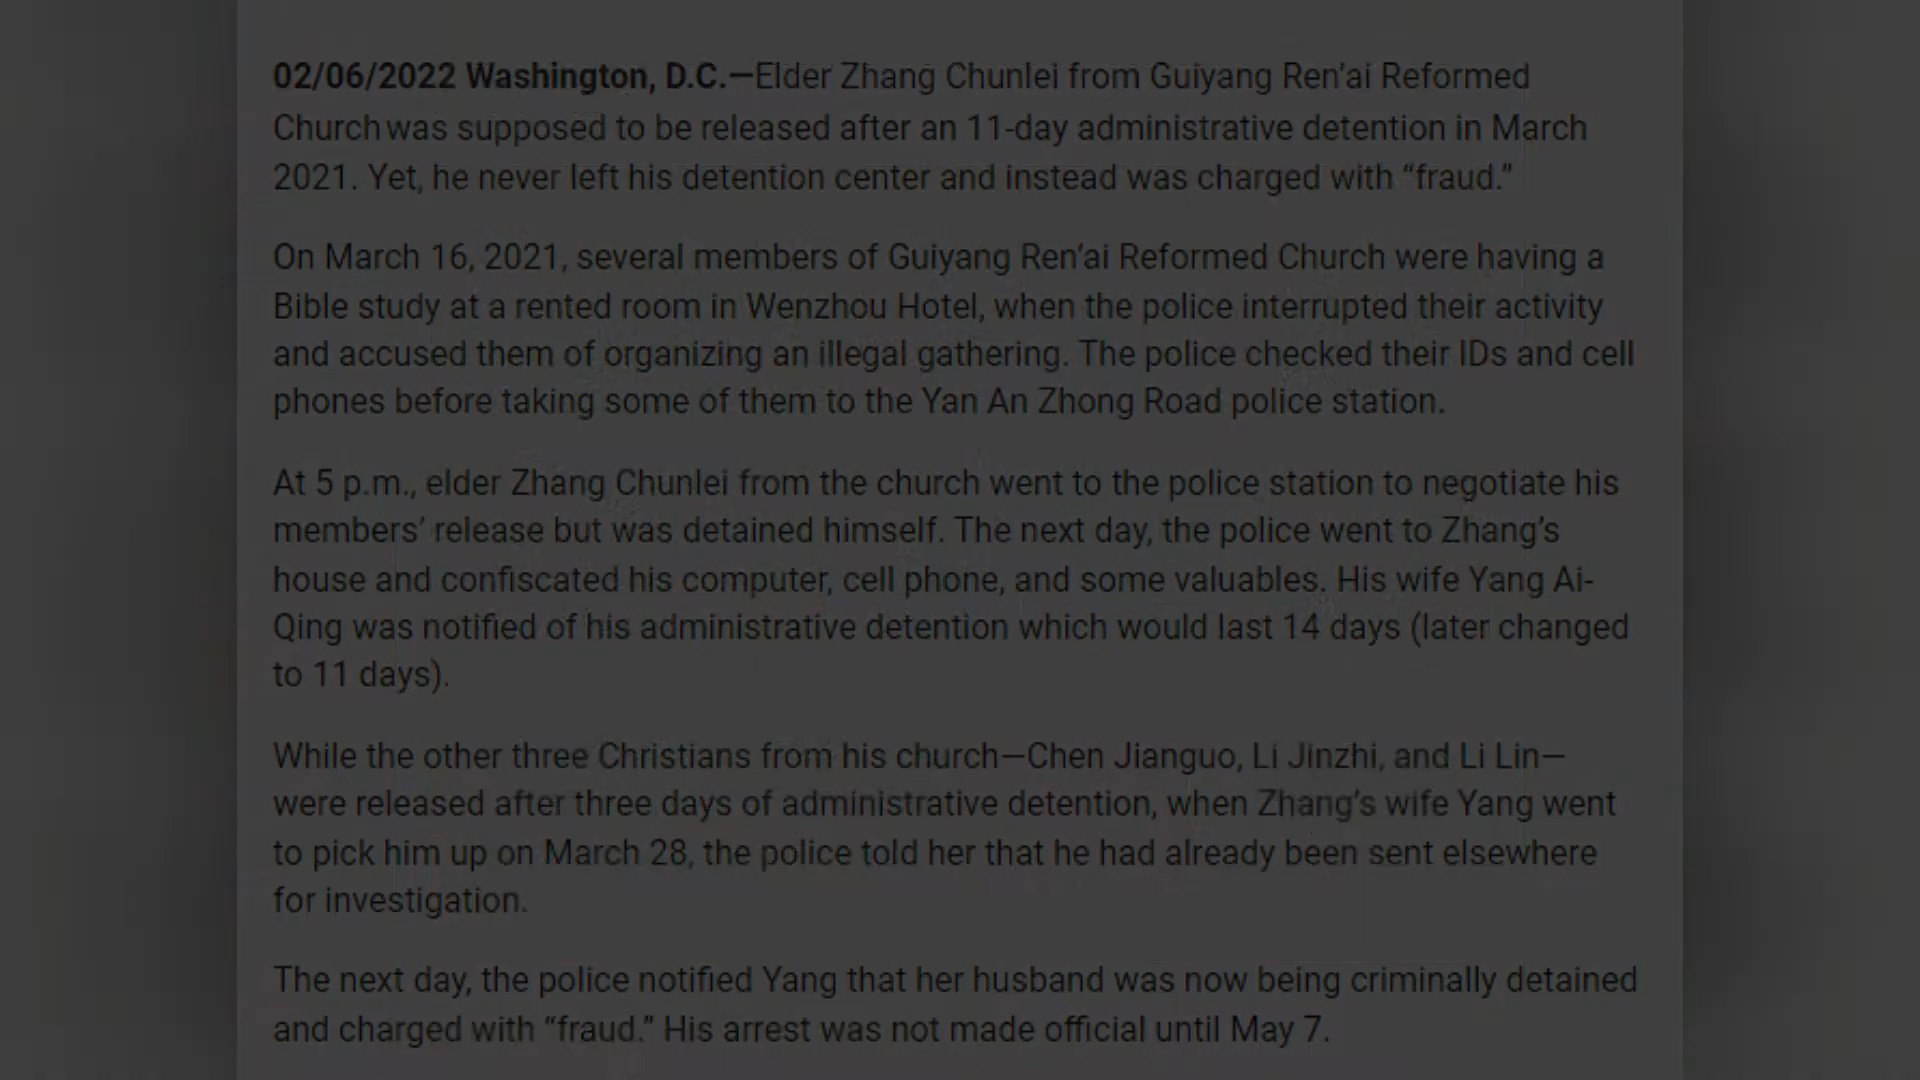 02/06/2022 Washington, D.C.—Elder Zhang Chunlei from Guiyang Ren’ai Reformed
Church was supposed to be released after an 11-day administrative detention in March
2021. Yet, he never left his detention center and instead was charged with “fraud.”
On March 16, 2021, several members of Guiyang Ren’ai Reformed Church were having a
Bible study at a rented room in Wenzhou Hotel, when the police interrupted their activity
and accused them of organizing an illegal gathering. The police checked their IDs and cell
phones before taking some of them to the Yan An Zhong Road police station.
At 5 p.m., elder Zhang Chunlei from the church went to the police station to negotiate his
members’ release but was detained himself. The next day, the police went to Zhang’s
house and confiscated his computer, cell phone, and some valuables. His wife Yang Ai-
Qing was notified of his administrative detention which would last 14 days (later changed
to 11 days).
While the other three Christians from his church—Chen Jianguo, Li Jinzhi, and Li Lin—
were released after three days of administrative detention, when Zhang’s wife Yang went
to pick him up on March 28, the police told her that he had already been sent elsewhere
for investigation.
The next day, the police notified Yang that her husband was now being criminally detained
and charged with “fraud.” His arrest was not made official until May 7.